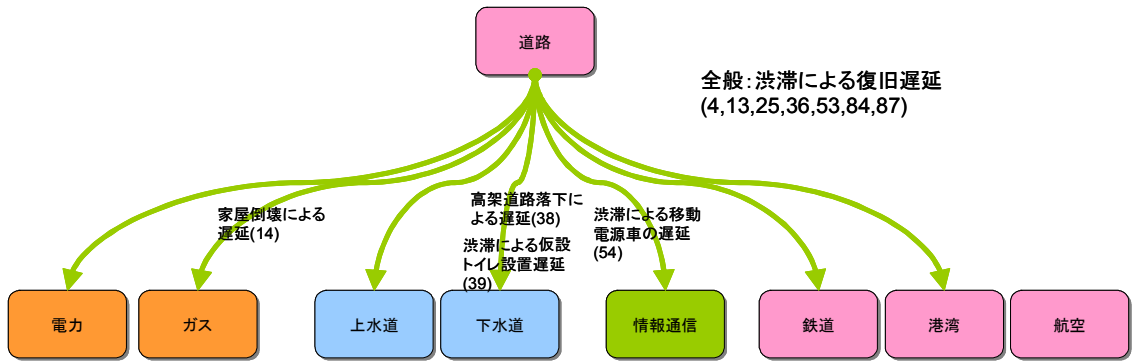 道路
全般：渋滞による復旧遅延
(4,13,25,36,53,84,87)
家屋倒壊による
遅延(14)
高架道路落下に
よる遅延(38)
渋滞による仮設
トイレ設置遅延
(39)
渋滞による移動
電源車の遅延
(54)
電力
ガス
上水道
下水道
情報通信
鉄道
港湾
航空